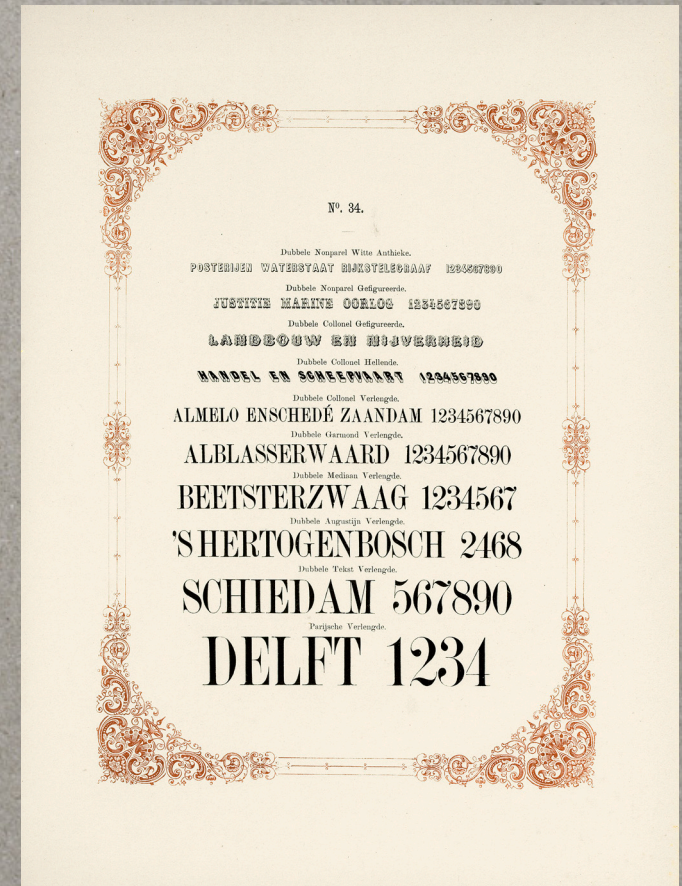 Nº. 34.
Dubbele Nonparel Witte Anthieke.
POSTERIJEN WATERSTAAT RIJKSTELEGRAAF 1234567890
Dubbele Nonparel Gefigureerde.
JUSTITIE MARINE OORLOG 1234567890
Dubbele Collonel Gefigureerde.
LANDBOUW EN NIJVERHEID
Dubbele Collonel Hellende.
HANDEL EN SCHEEPVAART 1234567890
Dubbele Collonel Verlengde.
ALMELO ENSCHEDÉ ZAANDAM 1234567890
Dubbele Garmond Verlengde.
ALBLASSERWAARD 1234567890
Dubbele Mediaan Verlengde.
BEETSTERZWAAG 1234567
Dubbele Augustijn Verlengde.
'S HERTOGENBOSCH 2468
Dubbele Tekst Verlengde.
SCHIEDAM 567890
Parijsche Verlengde.
DELFT 1234